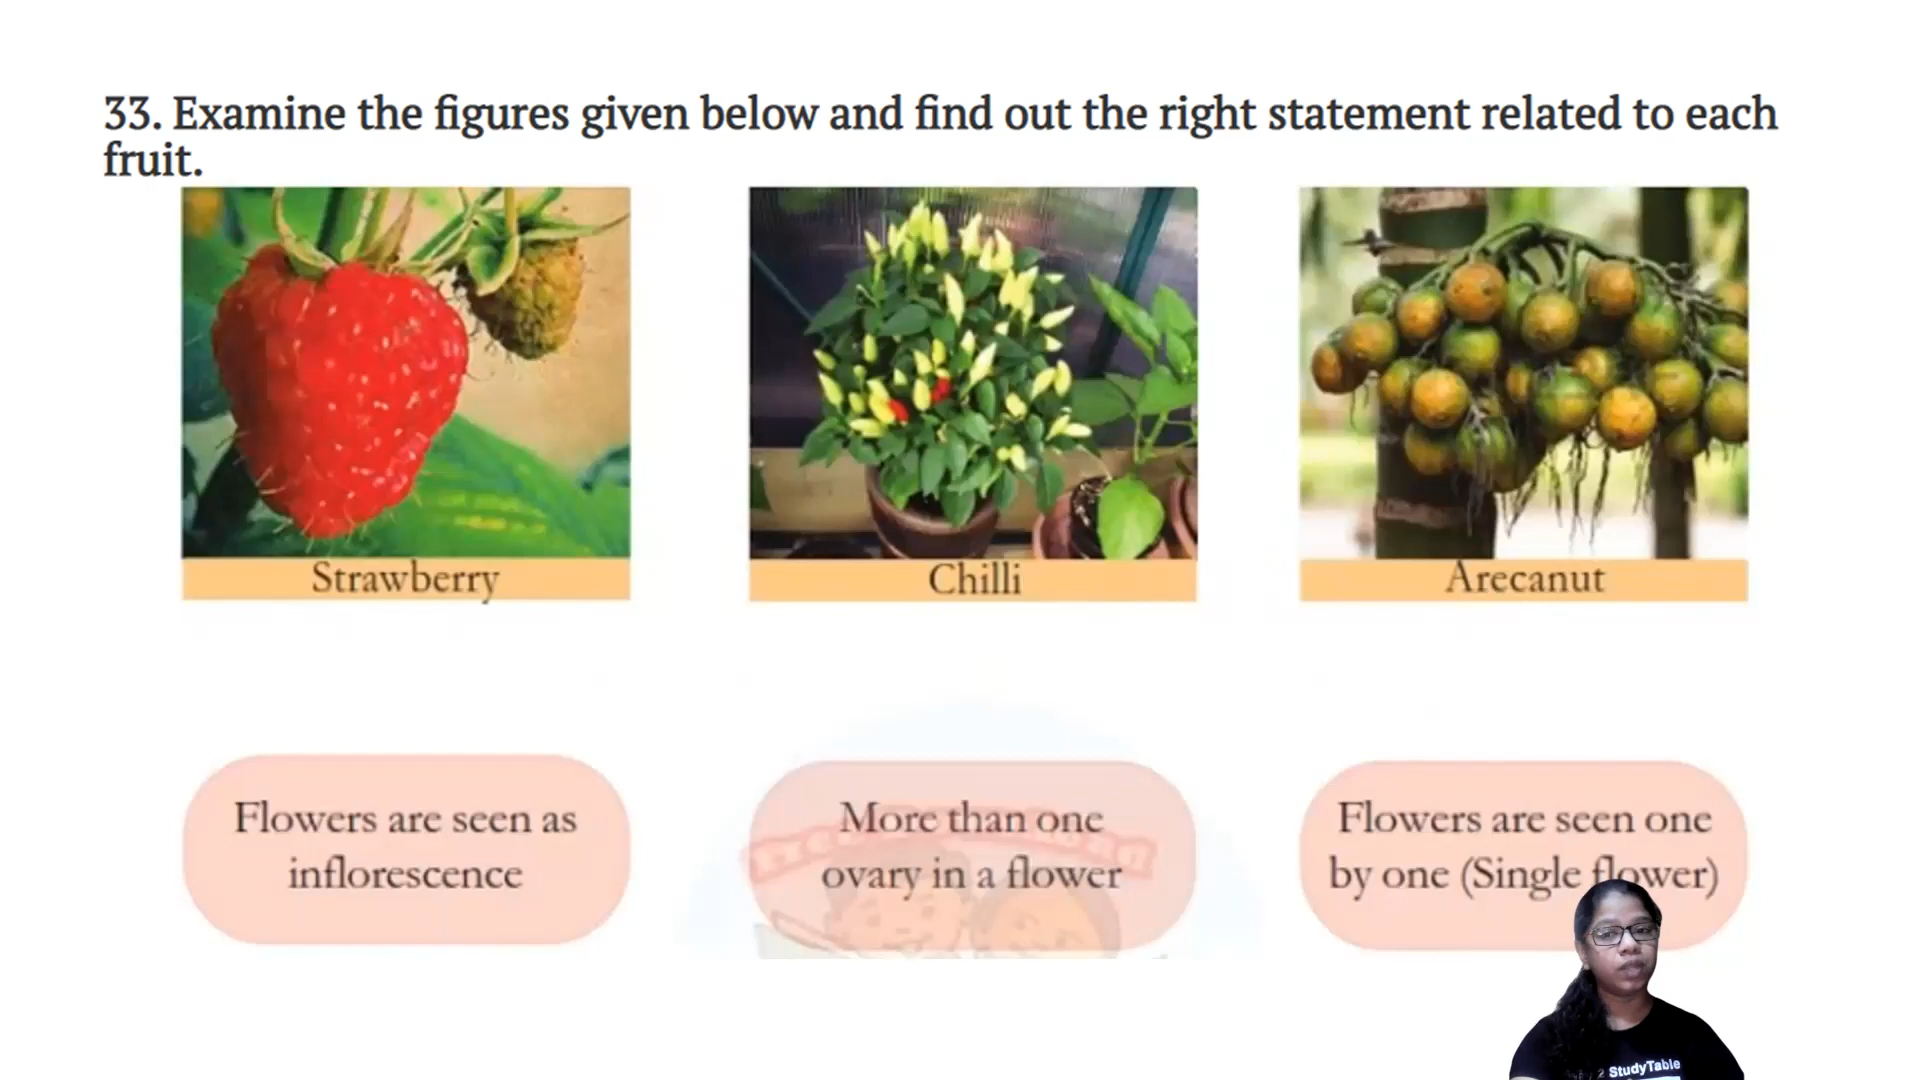 33. Examine the figures given below and find out the right statement related to each
fruit.
Strawberry
Chilli
Arecanut
Flowers are seen as
inflorescence
More than one
ovary in a flower
Flowers are seen one
by one (Single flower)
2 StudyTable